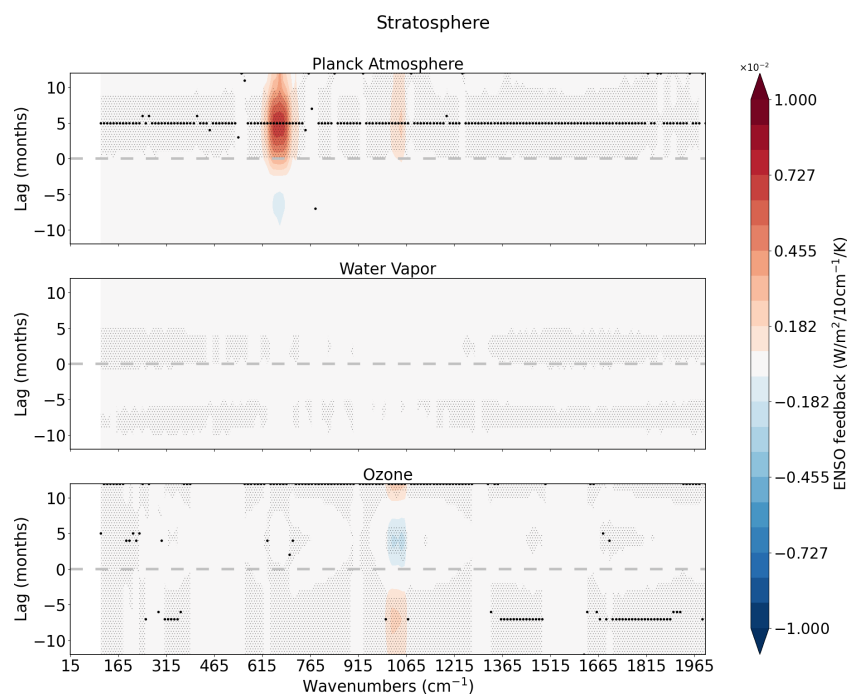 Stratosphere
Planck Atmosphere
×10⁻²
10
5
0
−5
−10
Lag (months)
Water Vapor
10
5
0
−5
−10
Lag (months)
Ozone
10
5
0
−5
−10
Lag (months)
15 165 315 465 615 765 915 1065 1215 1365 1515 1665 1815 1965
Wavenumbers (cm⁻¹)
1.000
0.727
0.455
0.182
−0.182
−0.455
−0.727
−1.000
ENSO feedback (W/m²/10cm⁻¹/K)